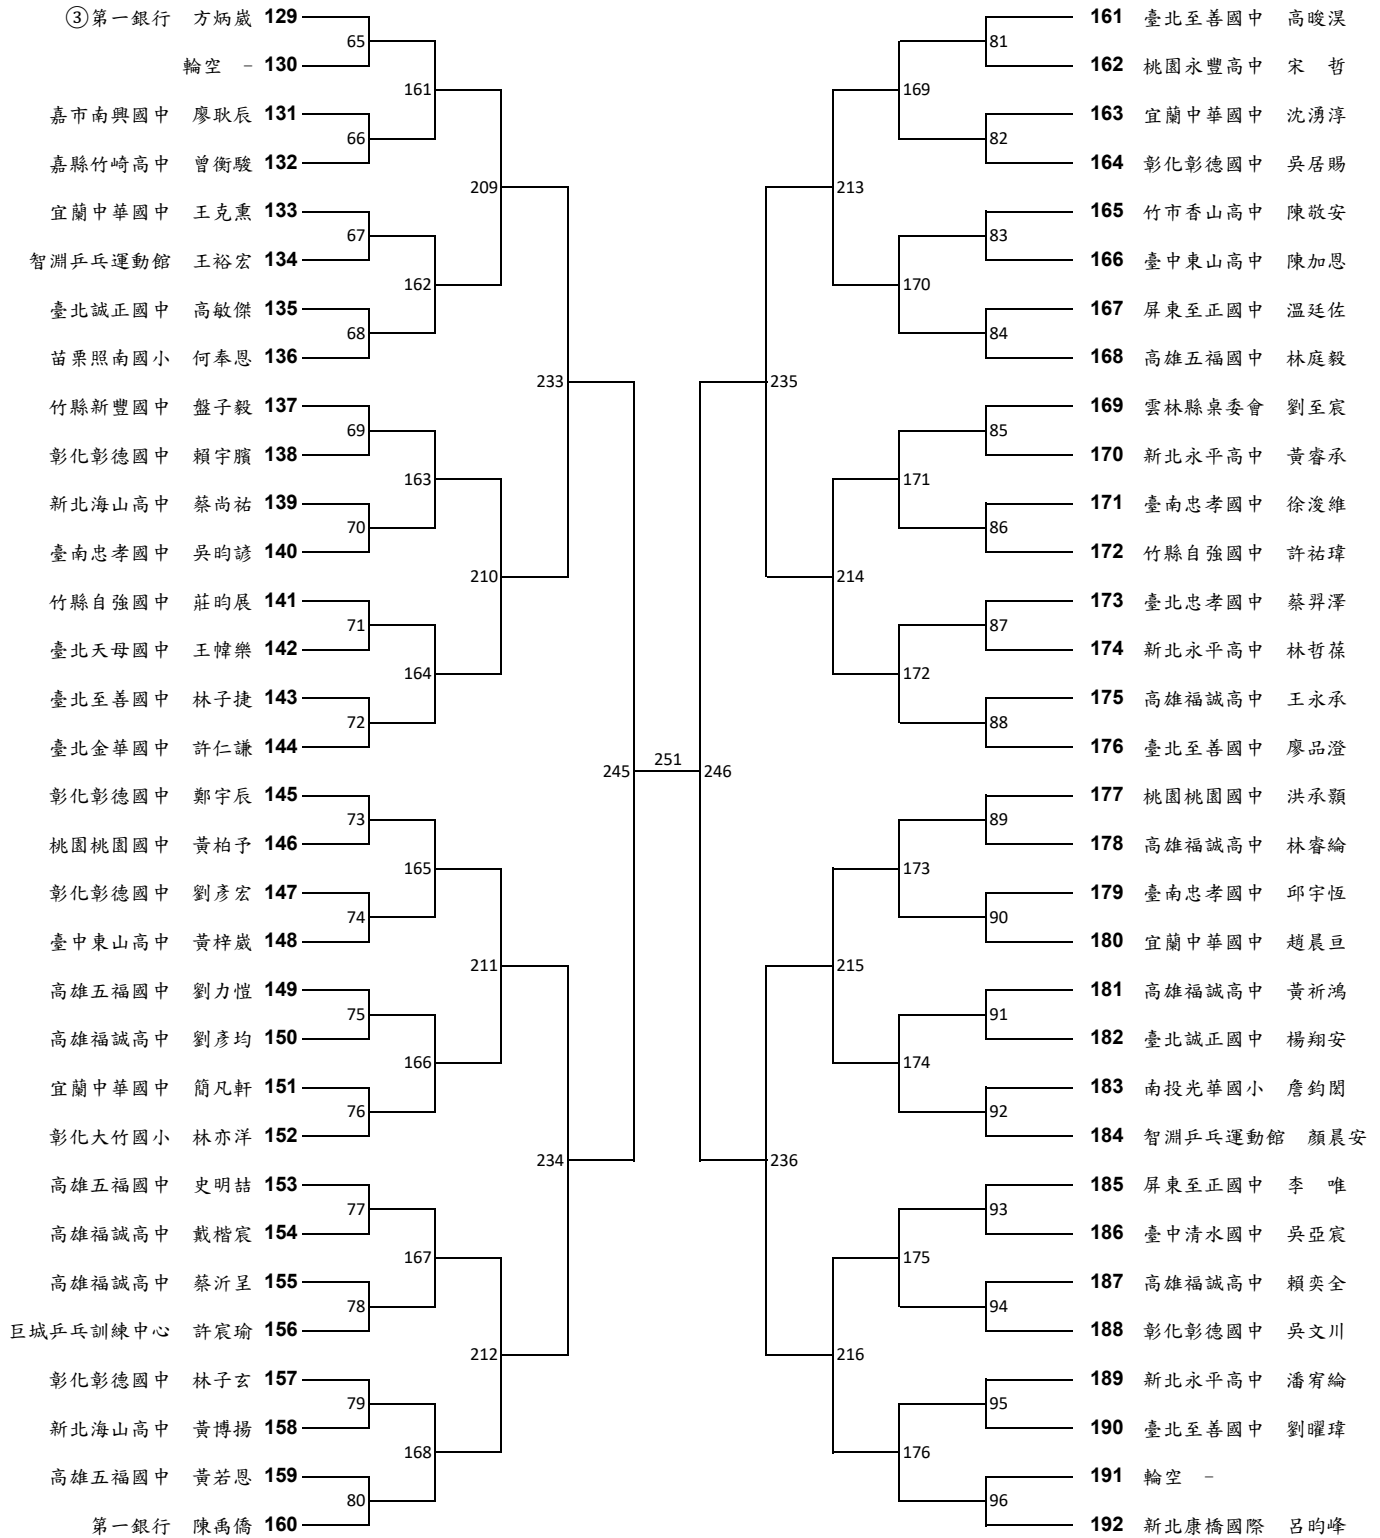 ③第一銀行 方炳崴 129
65
輪空 - 130
161
嘉市南興國中 廖耿辰 131
66
嘉縣竹崎高中 曾衡駿 132
209
宜蘭中華國中 王克熏 133
67
智淵乒乓運動館 王裕宏 134
162
臺北誠正國中 高敏傑 135
68
苗栗照南國小 何奉恩 136
233
竹縣新豐國中 盤子毅 137
69
彰化彰德國中 賴宇臏 138
163
新北海山高中 蔡尚祐 139
70
臺南忠孝國中 吳昀諺 140
210
竹縣自強國中 莊昀展 141
71
臺北天母國中 王幃樂 142
164
臺北至善國中 林子捷 143
72
臺北金華國中 許仁謙 144
245
251
彰化彰德國中 鄭宇辰 145
73
桃園桃園國中 黃柏予 146
165
彰化彰德國中 劉彥宏 147
74
臺中東山高中 黃梓崴 148
211
高雄五福國中 劉力愷 149
75
高雄福誠高中 劉彥均 150
166
宜蘭中華國中 簡凡軒 151
76
彰化大竹國小 林亦洋 152
234
高雄五福國中 史明喆 153
77
高雄福誠高中 戴楷宸 154
167
高雄福誠高中 蔡沂呈 155
78
巨城乒乓訓練中心 許宸瑜 156
212
彰化彰德國中 林子玄 157
79
新北海山高中 黃博揚 158
168
高雄五福國中 黃若恩 159
80
第一銀行 陳禹僑 160
161 臺北至善國中 高晙淏
81
162 桃園永豐高中 宋 哲
169
163 宜蘭中華國中 沈湧淳
82
164 彰化彰德國中 吳居賜
213
165 竹市香山高中 陳敬安
83
166 臺中東山高中 陳加恩
170
167 屏東至正國中 溫廷佐
84
168 高雄五福國中 林庭毅
235
169 雲林縣桌委會 劉至宸
85
170 新北永平高中 黃睿承
171
171 臺南忠孝國中 徐浚維
86
172 竹縣自強國中 許祐瑋
214
173 臺北忠孝國中 蔡羿澤
87
174 新北永平高中 林哲葆
172
175 高雄福誠高中 王永承
88
176 臺北至善國中 廖品澄
246
177 桃園桃園國中 洪承顥
89
178 高雄福誠高中 林睿綸
173
179 臺南忠孝國中 邱宇恆
90
180 宜蘭中華國中 趙晨亘
215
181 高雄福誠高中 黃祈鴻
91
182 臺北誠正國中 楊翔安
174
183 南投光華國小 詹鈞閎
92
184 智淵乒乓運動館 顏晨安
236
185 屏東至正國中 李 唯
93
186 臺中清水國中 吳亞宸
175
187 高雄福誠高中 賴奕全
94
188 彰化彰德國中 吳文川
216
189 新北永平高中 潘宥綸
95
190 臺北至善國中 劉曜瑋
176
191 輪空 -
96
192 新北康橋國際 呂昀峰